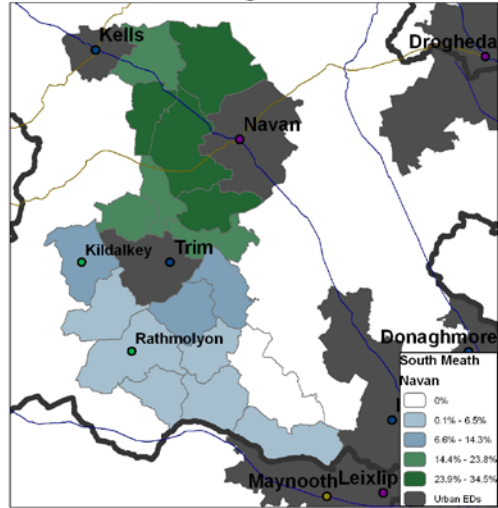 Kells
Drogheda
Navan
Kildalkey
Trim
Rathmolyon
Donaghmore
South Meath
Navan
0%
0.1% - 6.5%
6.6% - 14.3%
14.4% - 23.8%
23.9% - 34.5%
Urban EDs
Maynooth
Leixlip